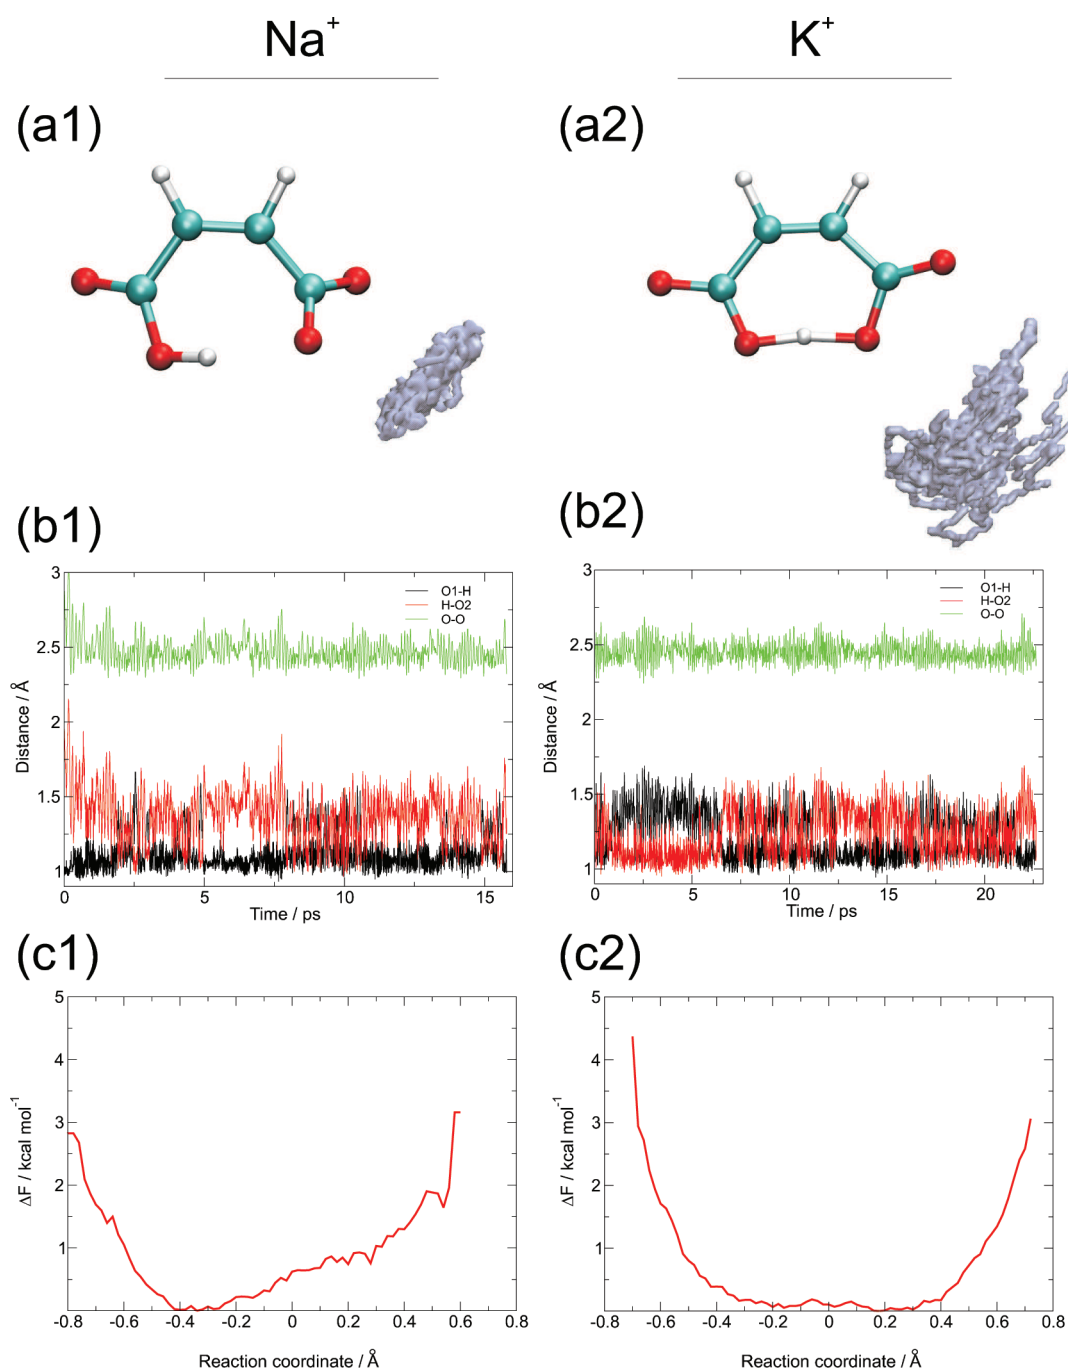 Na+ K+
(a1) (a2)
(b1) (b2)
3
2.5
2
1.5
1
Distance / Å
O1-H
H-O2
O-O
0 5 10 15
Time / ps
3
2.5
2
1.5
1
Distance / Å
O1-H
H-O2
O-O
0 5 10 15 20
Time / ps
(c1) (c2)
5
4
3
2
1
ΔF / kcal mol-1
-0.8 -0.6 -0.4 -0.2 0 0.2 0.4 0.6 0.8
Reaction coordinate / Å
5
4
3
2
1
ΔF / kcal mol-1
-0.8 -0.6 -0.4 -0.2 0 0.2 0.4 0.6 0.8
Reaction coordinate / Å